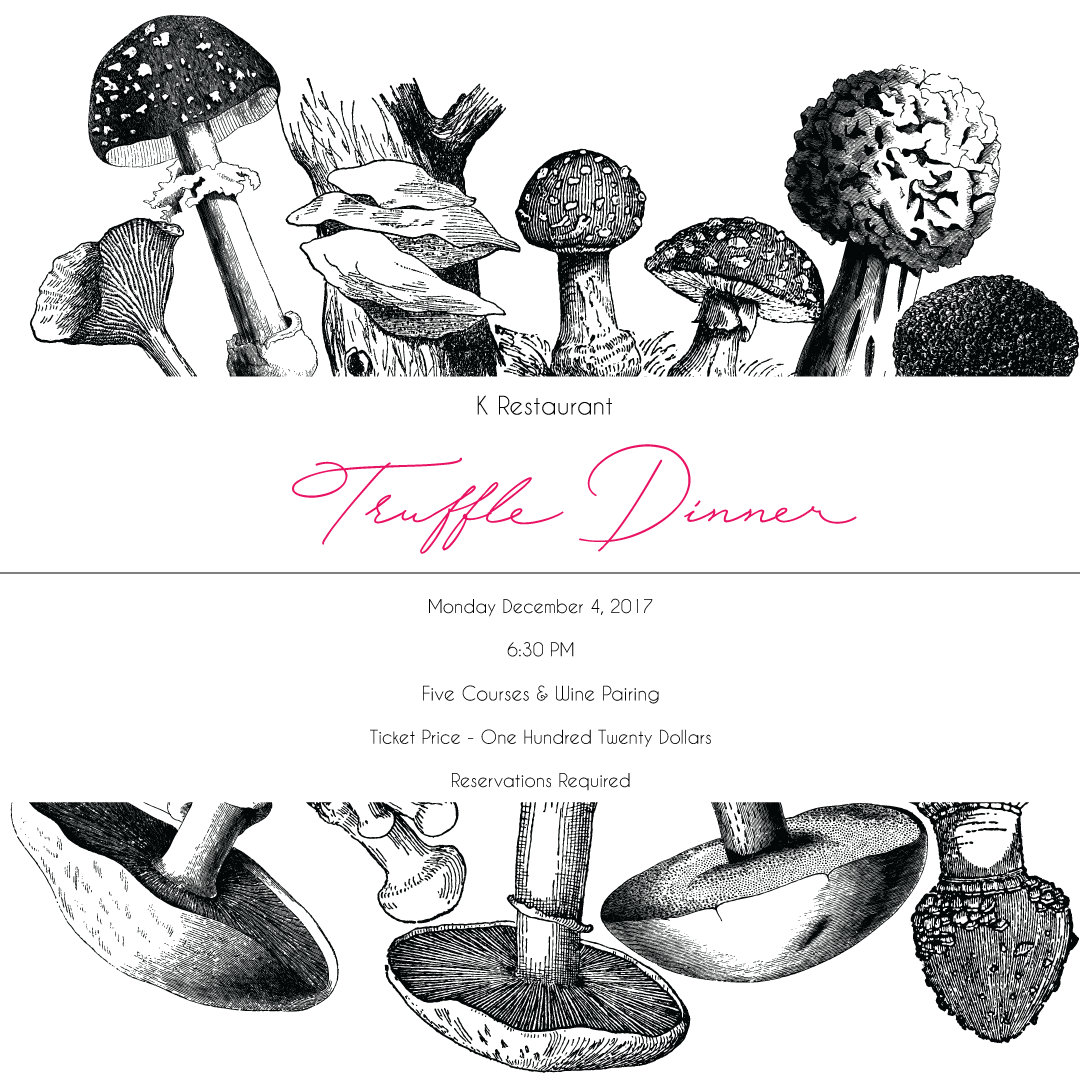 K Restaurant
Truffle Dinner
Monday December 4, 2017
6:30 PM
Five Courses & Wine Pairing
Ticket Price - One Hundred Twenty Dollars
Reservations Required